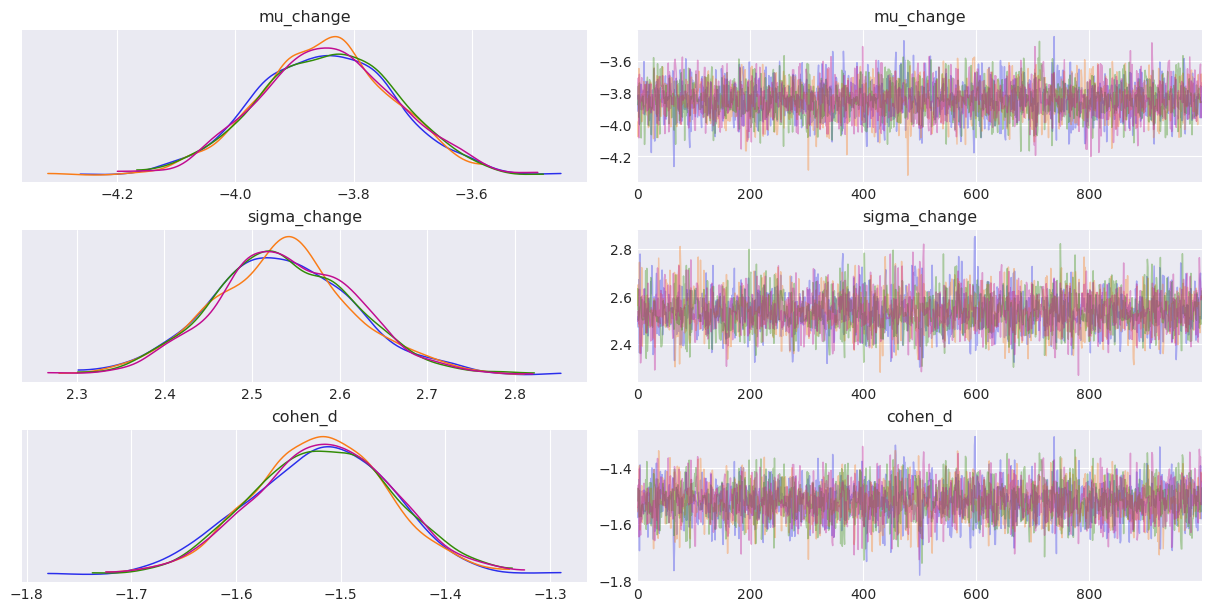 mu_change mu_change
−3.6
−3.8
−4.0
−4.2
−4.2 −4.0 −3.8 −3.6 0 200 400 600 800
sigma_change sigma_change
2.8
2.6
2.4
2.3 2.4 2.5 2.6 2.7 2.8 0 200 400 600 800
cohen_d cohen_d
−1.4
−1.6
−1.8
−1.8 −1.7 −1.6 −1.5 −1.4 −1.3 0 200 400 600 800